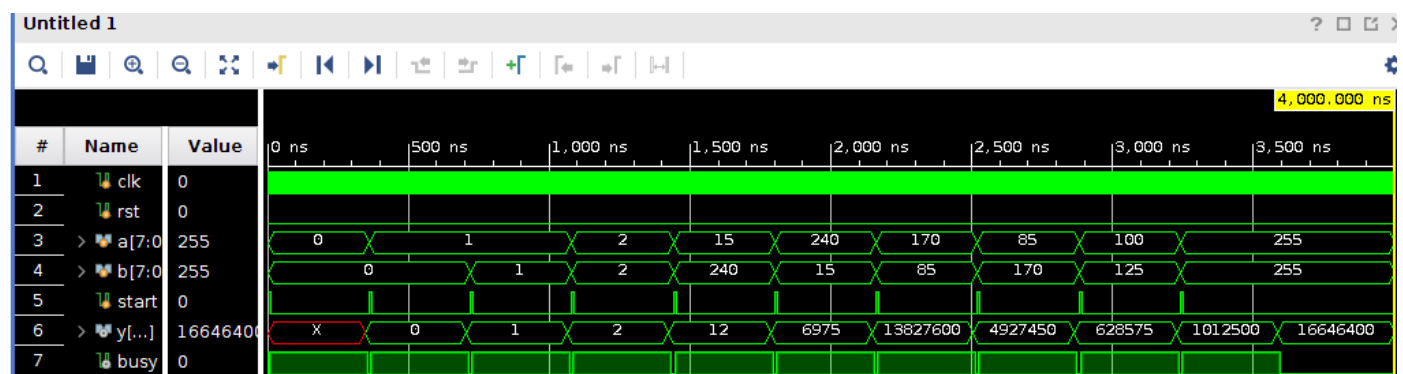 Untitled 1
?
4,000.000 ns
# Name Value 0 ns 500 ns 1,000 ns 1,500 ns 2,000 ns 2,500 ns 3,000 ns 3,500 ns
1 clk 0
2 rst 0
3 a[7:0 255 0 1 2 15 240 170 85 100 255
4 b[7:0 255 0 1 2 240 15 85 170 125 255
5 start 0
6 y[...] 16646400 X 0 1 2 12 6975 13827600 4927450 628575 1012500 16646400
7 busy 0